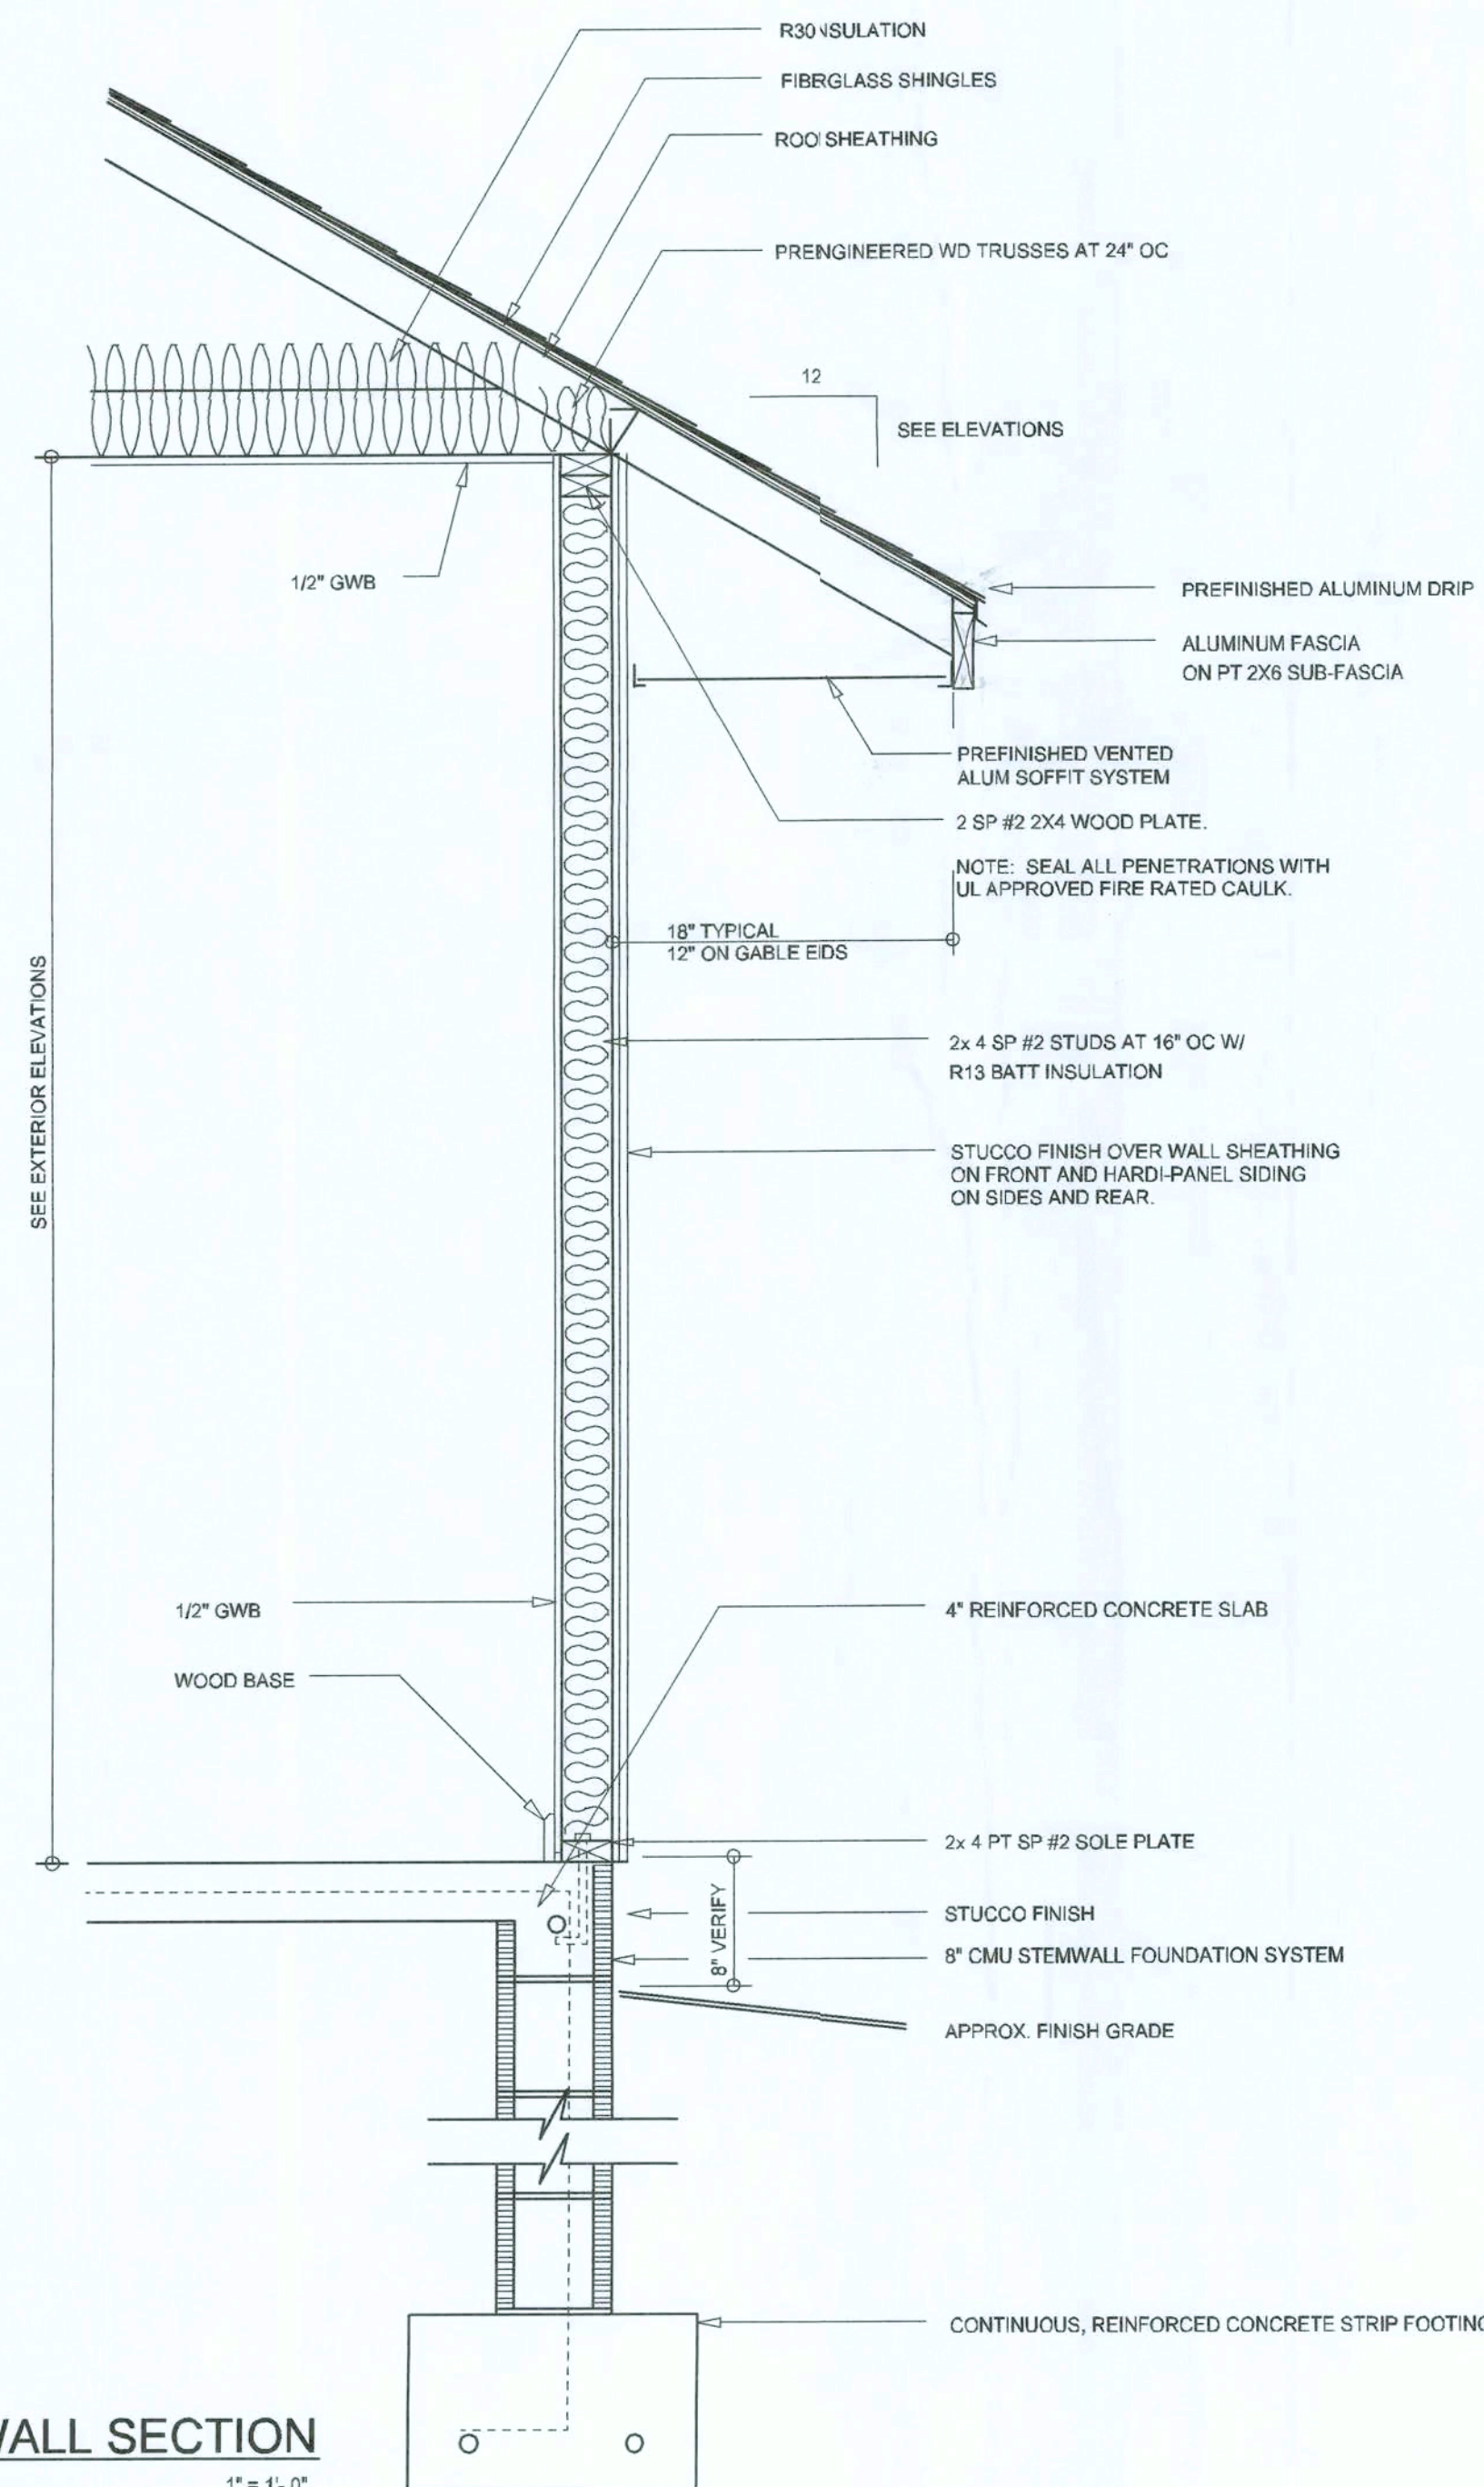 R30 NSULATION
FIBERGLASS SHINGLES
ROO SHEATHING
PRENGINEERED WD TRUSSES AT 24" OC
12
SEE ELEVATIONS
1/2" GWB
PREFINISHED ALUMINUM DRIP
ALUMINUM FASCIA
ON PT 2X6 SUB-FASCIA
PREFINISHED VENTED
ALUM SOFFIT SYSTEM
2 SP #2 2X4 WOOD PLATE.
NOTE: SEAL ALL PENETRATIONS WITH
UL APPROVED FIRE RATED CAULK.
18" TYPICAL
12" ON GABLE EIDS
SEE EXTERIOR ELEVATIONS
2x 4 SP #2 STUDS AT 16" OC W/
R13 BATT INSULATION
STUCCO FINISH OVER WALL SHEATHING
ON FRONT AND HARDI-PANEL SIDING
ON SIDES AND REAR.
1/2" GWB
4" REINFORCED CONCRETE SLAB
WOOD BASE
2x 4 PT SP #2 SOLE PLATE
8" VERIFY
STUCCO FINISH
8" CMU STEMWALL FOUNDATION SYSTEM
APPROX. FINISH GRADE
CONTINUOUS, REINFORCED CONCRETE STRIP FOOTING
WALL SECTION
1" = 1'- 0"